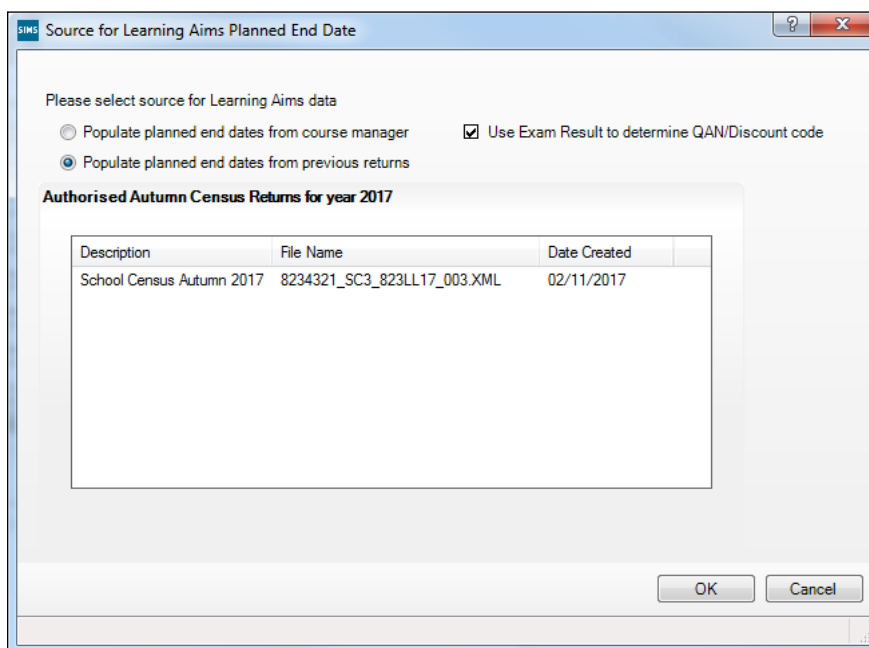 SIMS Source for Learning Aims Planned End Date ? X
Please select source for Learning Aims data
Populate planned end dates from course manager Use Exam Result to determine QAN/Discount code
Populate planned end dates from previous returns
Authorised Autumn Census Returns for year 2017
Description File Name Date Created
School Census Autumn 2017 8234321_SC3_823LL17_003.XML 02/11/2017
OK Cancel